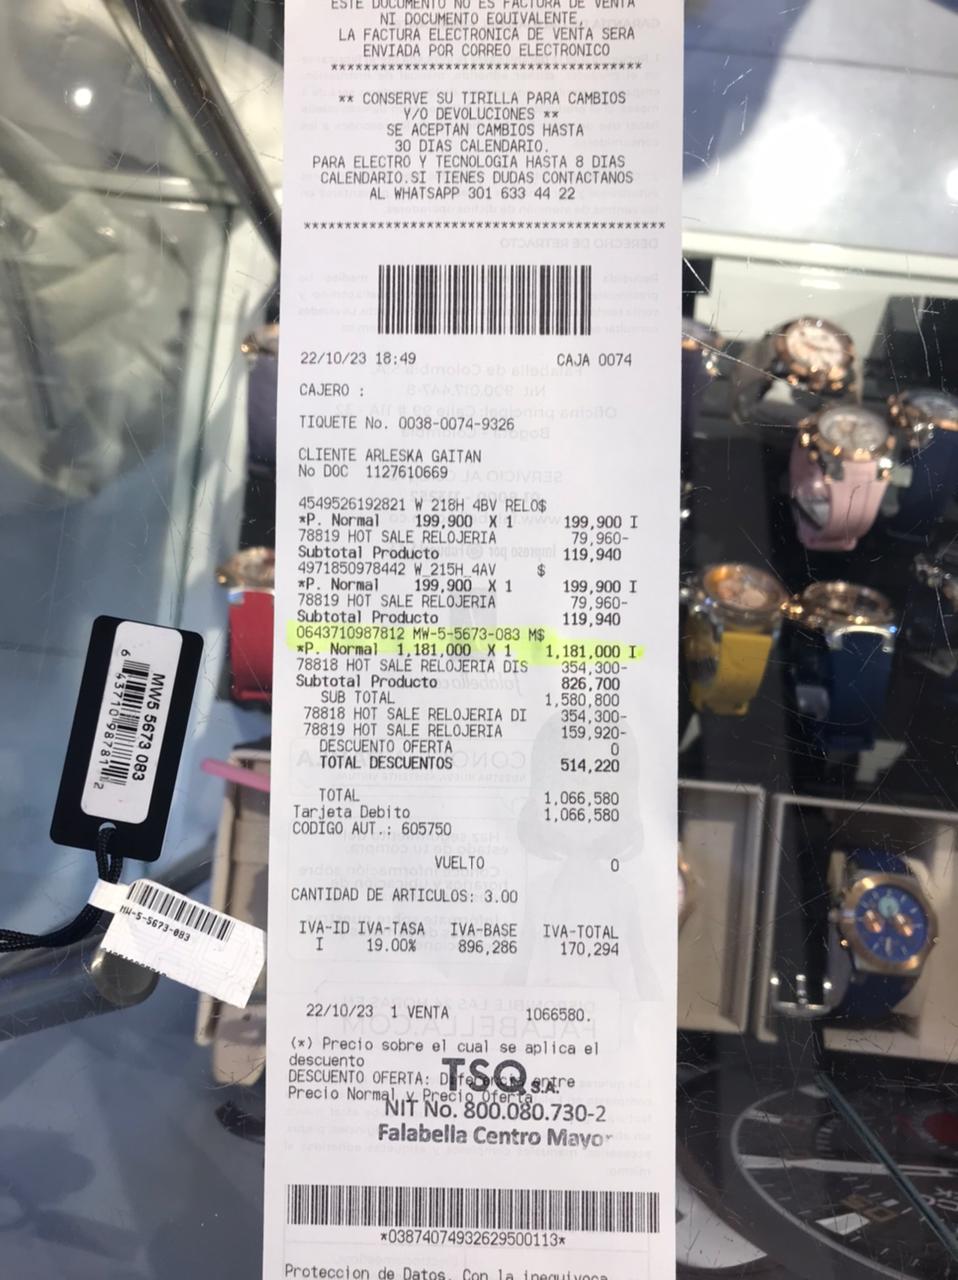 ESTE DOCUMENTO NO ES FACTURA DE VENTA
NI DOCUMENTO EQUIVALENTE,
LA FACTURA ELECTRONICA DE VENTA SERA
ENVIADA POR CORREO ELECTRONICO
****************************************
** CONSERVE SU TIRILLA PARA CAMBIOS
Y/O DEVOLUCIONES **
SE ACEPTAN CAMBIOS HASTA
30 DIAS CALENDARIO.
PARA ELECTRO Y TECNOLOGIA HASTA 8 DIAS
CALENDARIO.SI TIENES DUDAS CONTACTANOS
AL WHATSAPP 301 633 44 22
****************************************
22/10/23 18:49 CAJA 0074
CAJERO :
TIQUETE No. 0038-0074-9326
CLIENTE ARLESKA GAITAN
No DOC 1127610669
4549526192821 W 218H 4BV RELO$
*P. Normal 199,900 X 1 199,900 I
78819 HOT SALE RELOJERIA 79,960-
Subtotal Producto 119,940
4971850978442 W_215H_4AV $
*P. Normal 199,900 X 1 199,900 I
78819 HOT SALE RELOJERIA 79,960-
Subtotal Producto 119,940
0643710987812 MW-5-5673-083 M$
*P. Normal 1,181,000 X 1 1,181,000 I
78818 HOT SALE RELOJERIA DIS 354,300-
Subtotal Producto 826,700
SUB TOTAL 1,580,800
78818 HOT SALE RELOJERIA DI 354,300-
78819 HOT SALE RELOJERIA 159,920-
DESCUENTO OFERTA 0
TOTAL DESCUENTOS 514,220
TOTAL 1,066,580
Tarjeta Debito 1,066,580
CODIGO AUT.: 605750
VUELTO 0
CANTIDAD DE ARTICULOS: 3.00
IVA-ID IVA-TASA IVA-BASE IVA-TOTAL
I 19.00% 896,286 170,294
22/10/23 1 VENTA 1066580.
(*) Precio sobre el cual se aplica el
descuento
DESCUENTO OFERTA: Diferencia entre
Precio Normal y Precio Oferta
TSQ S.A.
NIT No. 800.080.730-2
Falabella Centro Mayor
*03874074932629500113*
Proteccion de Datos. Con la inequivoca
MW5 5673 083
6 43710 98781 2
MW-5-5673-083